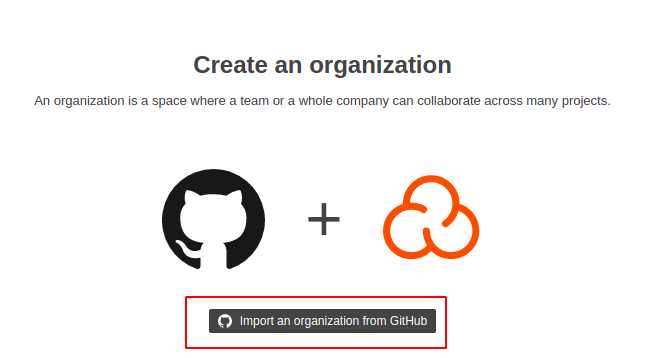 Create an organization
An organization is a space where a team or a whole company can collaborate across many projects.
+
Import an organization from GitHub